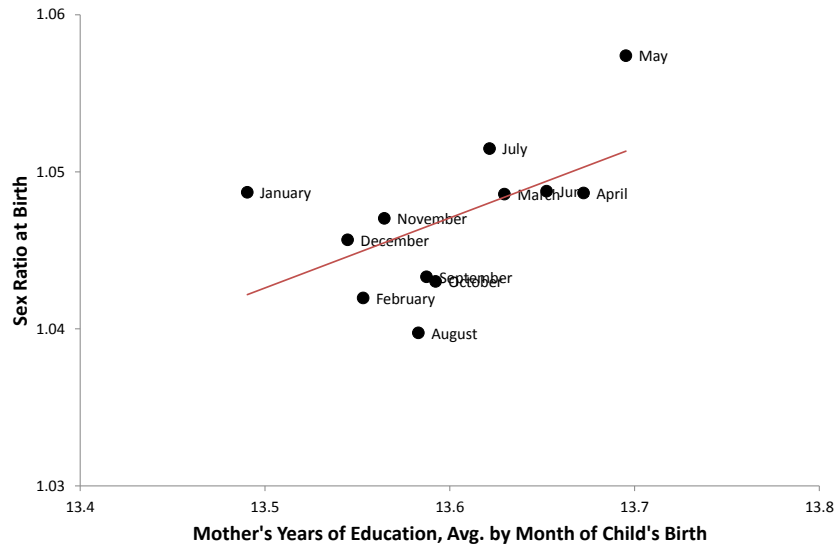 1.06
May
July
1.05
January
March
June
April
November
December
September
October
February
1.04
August
1.03
13.4
13.5
13.6
13.7
13.8
Sex Ratio at Birth
Mother's Years of Education, Avg. by Month of Child's Birth